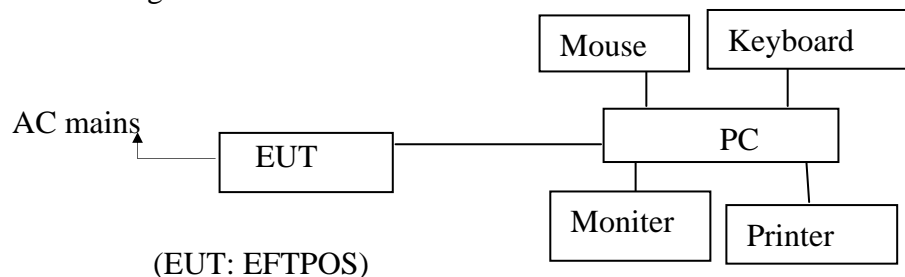 Mouse
Keyboard
AC mains
EUT
PC
Moniter
Printer
(EUT: EFTPOS)